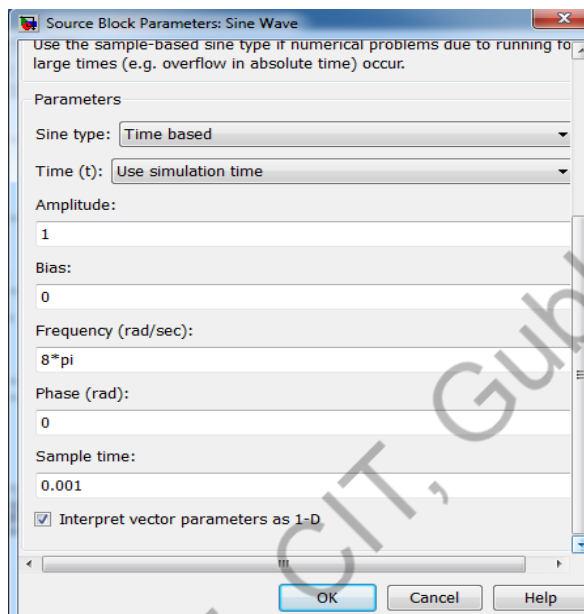 Source Block Parameters: Sine Wave
Use the sample-based sine type if numerical problems due to running fo
large times (e.g. overflow in absolute time) occur.
Parameters
Sine type: Time based
Time (t): Use simulation time
Amplitude:
1
Bias:
0
Frequency (rad/sec):
8*pi
Phase (rad):
0
Sample time:
0.001
Interpret vector parameters as 1-D
OK Cancel Help
CIT, Gub